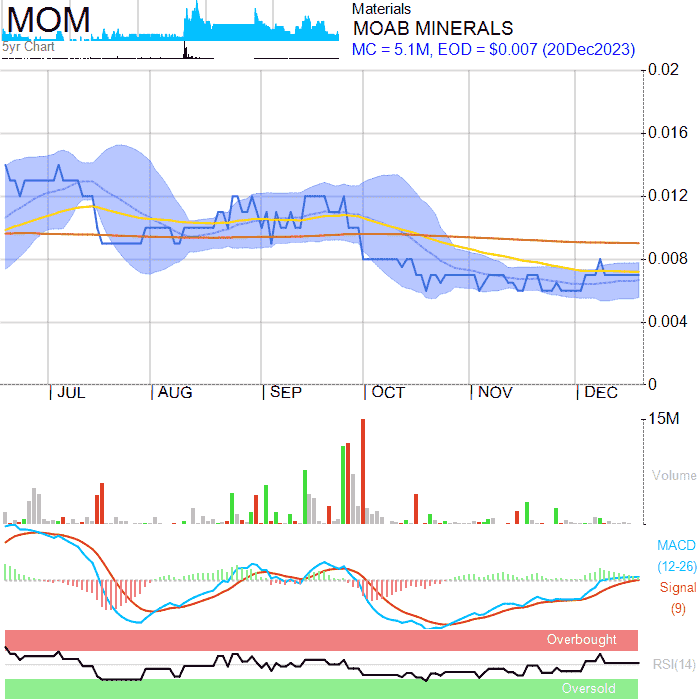 MOM
Materials
MOAB MINERALS
MC = 5.1M, EOD = $0.007 (20Dec2023)
5yr Chart
0.02
0.016
0.012
0.008
0.004
0
JUL AUG SEP OCT NOV DEC
15M
Volume
MACD
(12-26)
Signal
(9)
Overbought
RSI(14)
Oversold